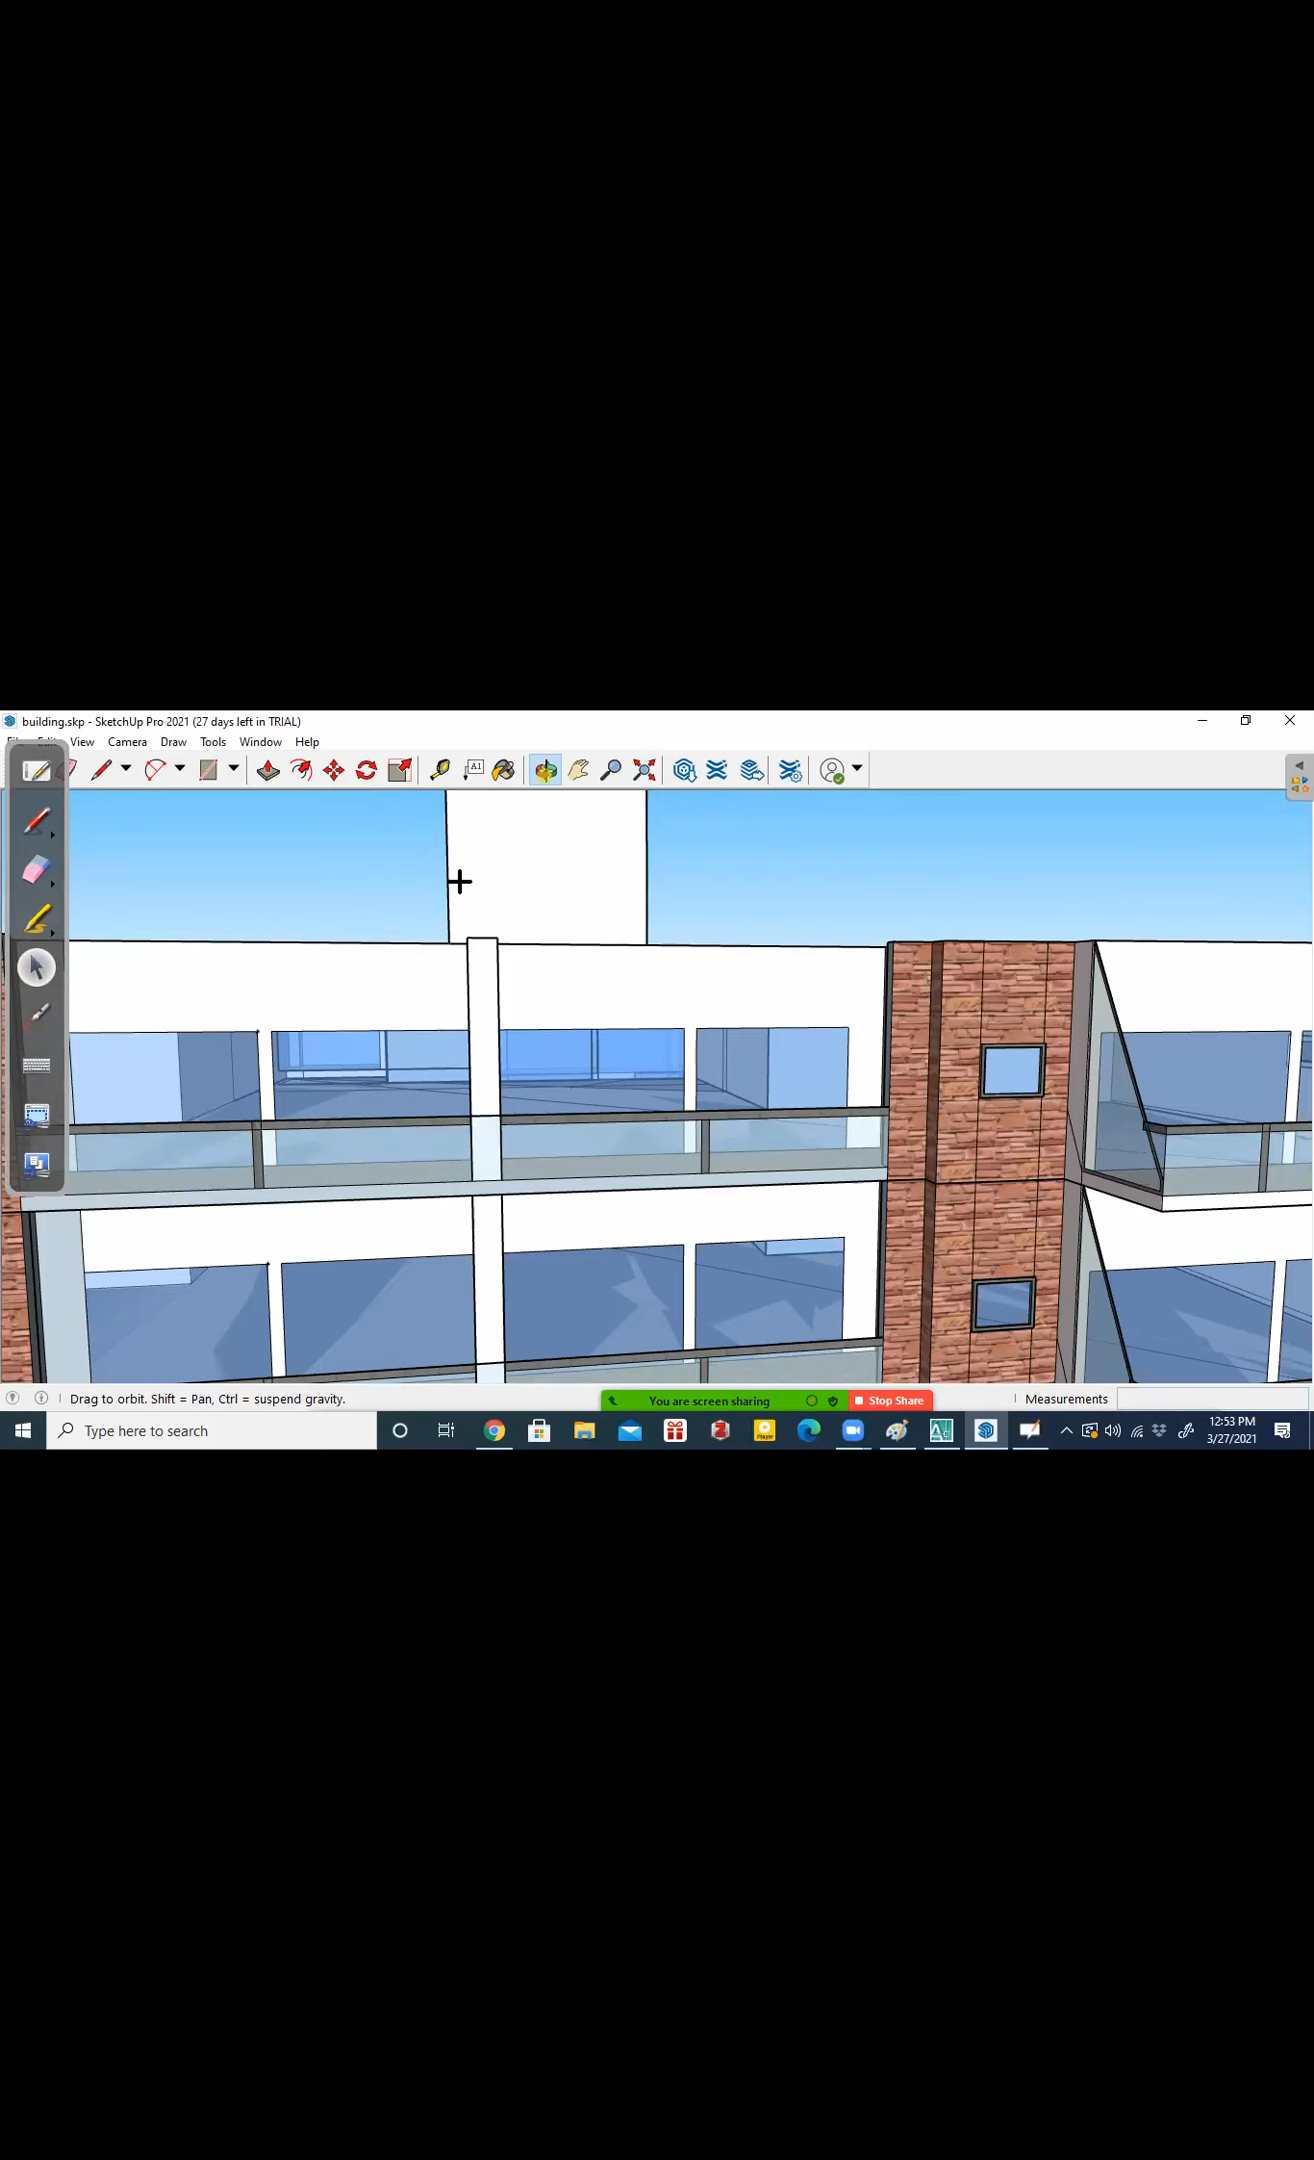 building.skp - SketchUp Pro 2021 (27 days left in TRIAL)
View Camera Draw Tools Window Help
A1
Drag to orbit. Shift = Pan, Ctrl = suspend gravity.
You are screen sharing
Stop Share
Measurements
Type here to search
Player
12:53 PM
3/27/2021